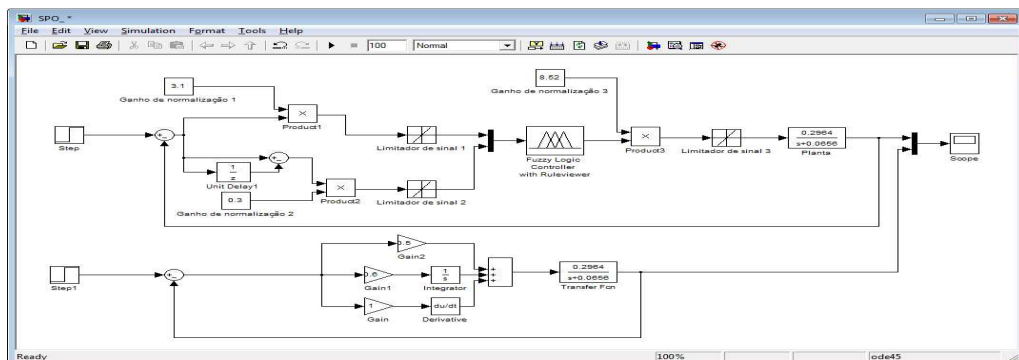 SPO_ *
File Edit View Simulation Format Tools Help
100 Normal
3.1
Ganho de normalização 1
8.52
Ganho de normalização 3
Step
+_
×
Product1
Limitador de sinal 1
Fuzzy Logic
Controller
with Ruleviewer
×
Product3
Limitador de sinal 3
0.2964
s+0.0656
Planta
Scope
+_
1
z
Unit Delay1
0.3
Ganho de normalização 2
×
Product2
Limitador de sinal 2
Step1
+_
Gain2
Gain1
1
s
Integrator
1
Gain
du/dt
Derivative
+
+
+
0.2964
s+0.0656
Transfer Fcn
Ready 100% ode45